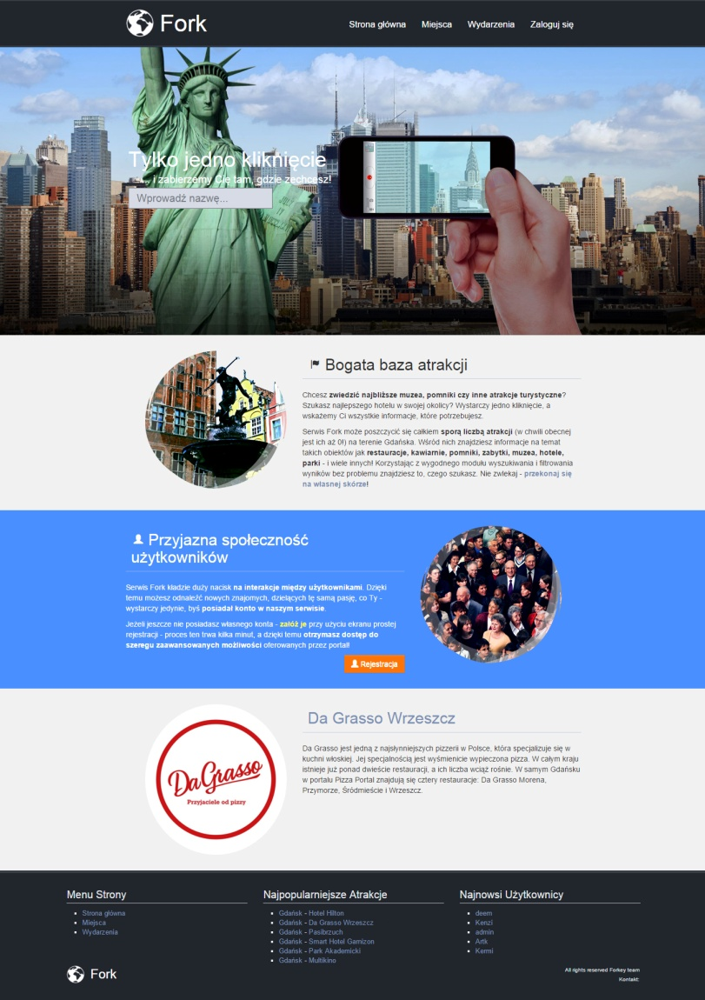 Fork
Strona główna Miejsca Wydarzenia Zaloguj się
Tylko jedno kliknięcie
... i zabierzemy Cię tam, gdzie zechcesz!
Wprowadź nazwę...
Bogata baza atrakcji
Chcesz zwiedzić najbliższe muzea, pomniki czy inne atrakcje turystyczne?
Szukasz najlepszego hotelu w swojej okolicy? Wystarczy jedno kliknięcie, a
wskażemy Ci wszystkie informacje, które potrzebujesz.
Serwis Fork może poszczycić się całkiem sporą liczbą atrakcji (w chwili obecnej
jest ich aż 0!) na terenie Gdańska. Wśród nich znajdziesz informacje na temat
takich obiektów jak restauracje, kawiarnie, pomniki, zabytki, muzea, hotele,
parki - i wiele innych! Korzystając z wygodnego modułu wyszukiwania i filtrowania
wyników bez problemu znajdziesz to, czego szukasz. Nie zwlekaj - przekonaj się
na własnej skórze!
Przyjazna społeczność
użytkowników
Serwis Fork kładzie duży nacisk na interakcje między użytkownikami. Dzięki
temu możesz odnaleźć nowych znajomych, dzielących tę samą pasję, co Ty -
wystarczy jedynie, byś posiadał konto w naszym serwisie.
Jeżeli jeszcze nie posiadasz własnego konta - załóż je przy użyciu ekranu prostej
rejestracji - proces ten trwa kilka minut, a dzięki temu otrzymasz dostęp do
szeregu zaawansowanych możliwości oferowanych przez portal!
Rejestracja
DaGrasso
Przyjaciele od pizzy
Da Grasso Wrzeszcz
Da Grasso jest jedną z najsłynniejszych pizzerii w Polsce, która specjalizuje się w
kuchni włoskiej. Jej specjalnością jest wyśmienicie wypieczona pizza. W całym kraju
istnieje już ponad dwieście restauracji, a ich liczba wciąż rośnie. W samym Gdańsku
w portalu Pizza Portal znajdują się cztery restauracje: Da Grasso Morena,
Przymorze, Śródmieście i Wrzeszcz.
Menu Strony
Strona główna
Miejsca
Wydarzenia
Najpopularniejsze Atrakcje
Gdańsk - Hotel Hilton
Gdańsk - Da Grasso Wrzeszcz
Gdańsk - Pasibrzuch
Gdańsk - Smart Hotel Garnizon
Gdańsk - Park Akademicki
Gdańsk - Multikino
Najnowsi Użytkownicy
deem
Kenzi
admin
Artk
Kermi
Fork
All rights reserved Forkey team
Kontakt: